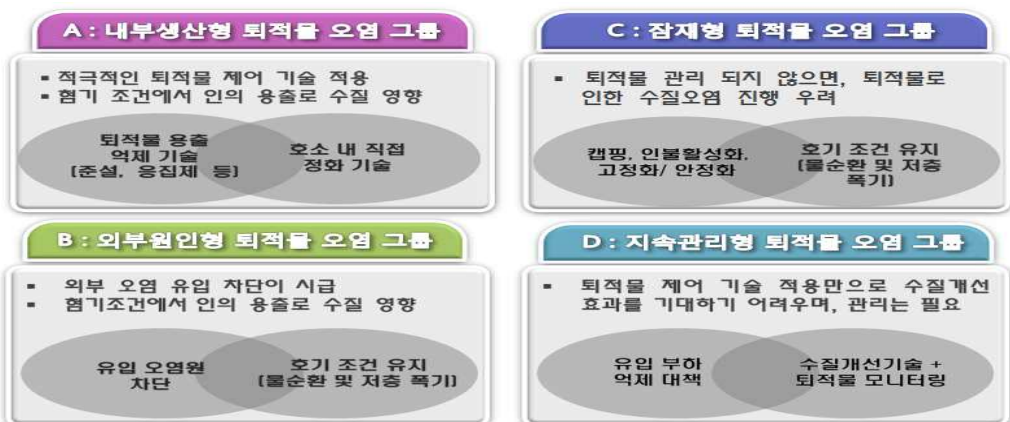 A : 내부생산형 퇴적물 오염 그룹
▪ 적극적인 퇴적물 제어 기술 적용
▪ 혐기 조건에서 인의 용출로 수질 영향
퇴적물 용출
억제 기술
(준설, 응집제 등)
호소 내 직접
정화 기술
C : 잠재형 퇴적물 오염 그룹
▪ 퇴적물 관리 되지 않으면, 퇴적물로
인한 수질오염 진행 우려
캡핑, 인불활성화,
고정화/ 안정화
호기 조건 유지
(물순환 및 저층
폭기)
B : 외부원인형 퇴적물 오염 그룹
▪ 외부 오염 유입 차단이 시급
▪ 혐기조건에서 인의 용출로 수질 영향
유입 오염원
차단
호기 조건 유지
(물순환 및 저층 폭기)
D : 지속관리형 퇴적물 오염 그룹
▪ 퇴적물 제어 기술 적용만으로 수질개선
효과를 기대하기 어려우며, 관리는 필요
유입 부하
억제 대책
수질개선기술 +
퇴적물 모니터링